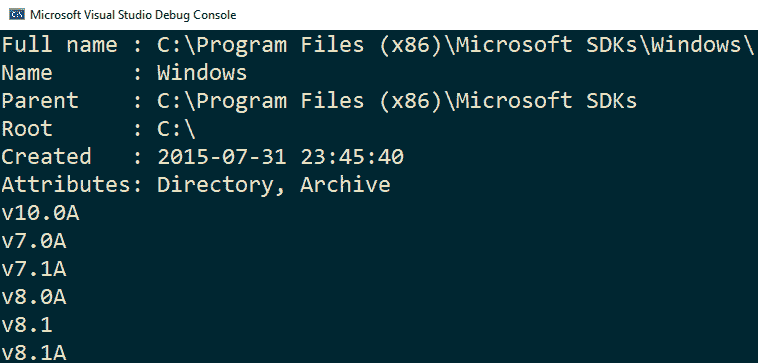 Microsoft Visual Studio Debug Console
Full name : C:\Program Files (x86)\Microsoft SDKs\Windows\
Name      : Windows
Parent    : C:\Program Files (x86)\Microsoft SDKs
Root      : C:\
Created   : 2015-07-31 23:45:40
Attributes: Directory, Archive
v10.0A
v7.0A
v7.1A
v8.0A
v8.1
v8.1A